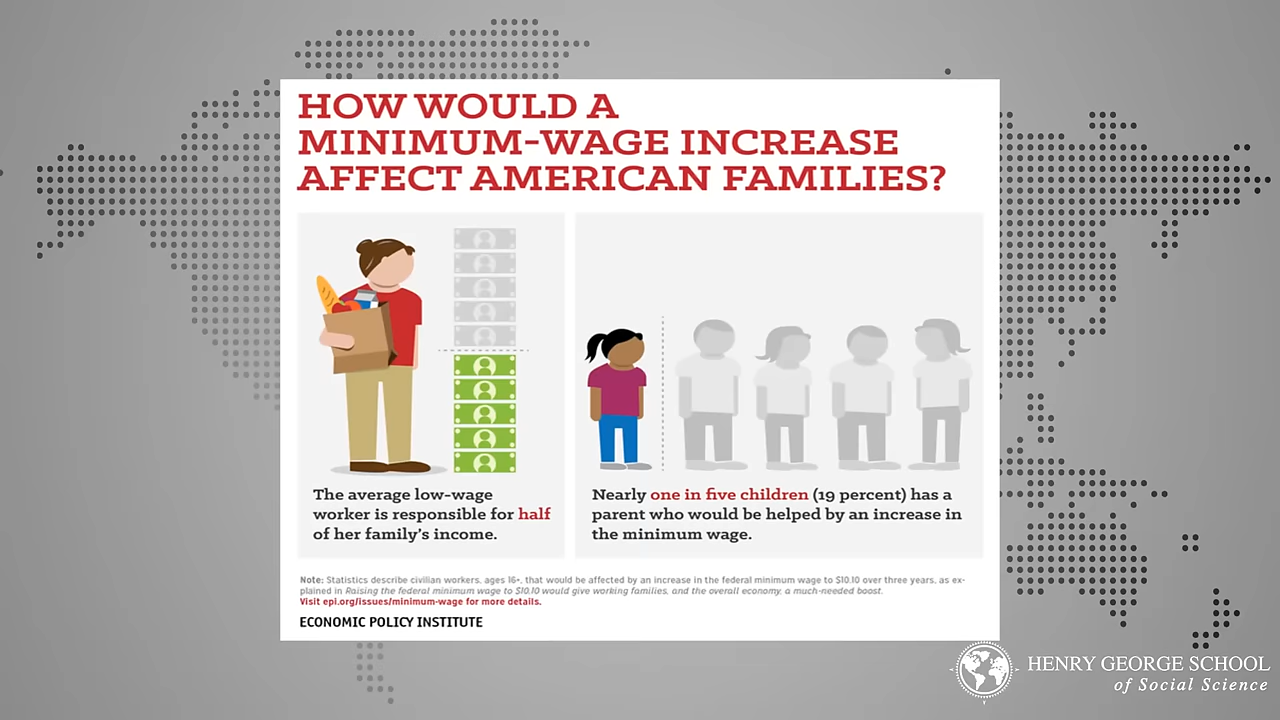 HOW WOULD A
MINIMUM-WAGE INCREASE
AFFECT AMERICAN FAMILIES?
The average low-wage
worker is responsible for half
of her family's income.
Nearly one in five children (19 percent) has a
parent who would be helped by an increase in
the minimum wage.
Note: Statistics describe civilian workers, ages 16+, that would be affected by an increase in the federal minimum wage to $10.10 over three years, as ex-
plained in Raising the federal minimum wage to $10.10 would give working families, and the overall economy, a much-needed boost.
Visit epi.org/issues/minimum-wage for more details.
ECONOMIC POLICY INSTITUTE
HENRY GEORGE SCHOOL
of Social Science